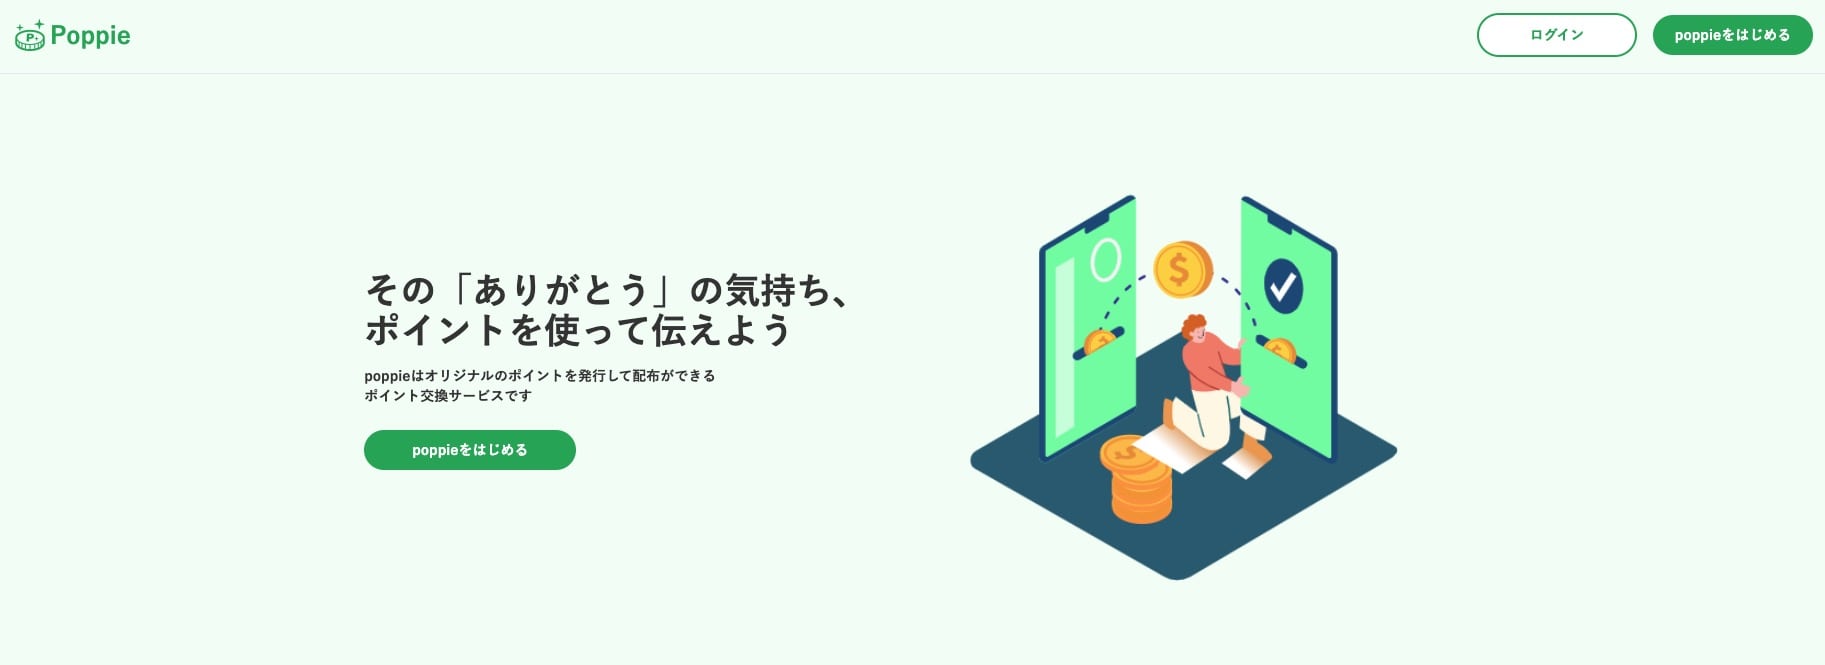 Poppie
ログイン
poppieをはじめる
その「ありがとう」の気持ち、
ポイントを使って伝えよう
poppieはオリジナルのポイントを発行して配布ができる
ポイント交換サービスです
poppieをはじめる